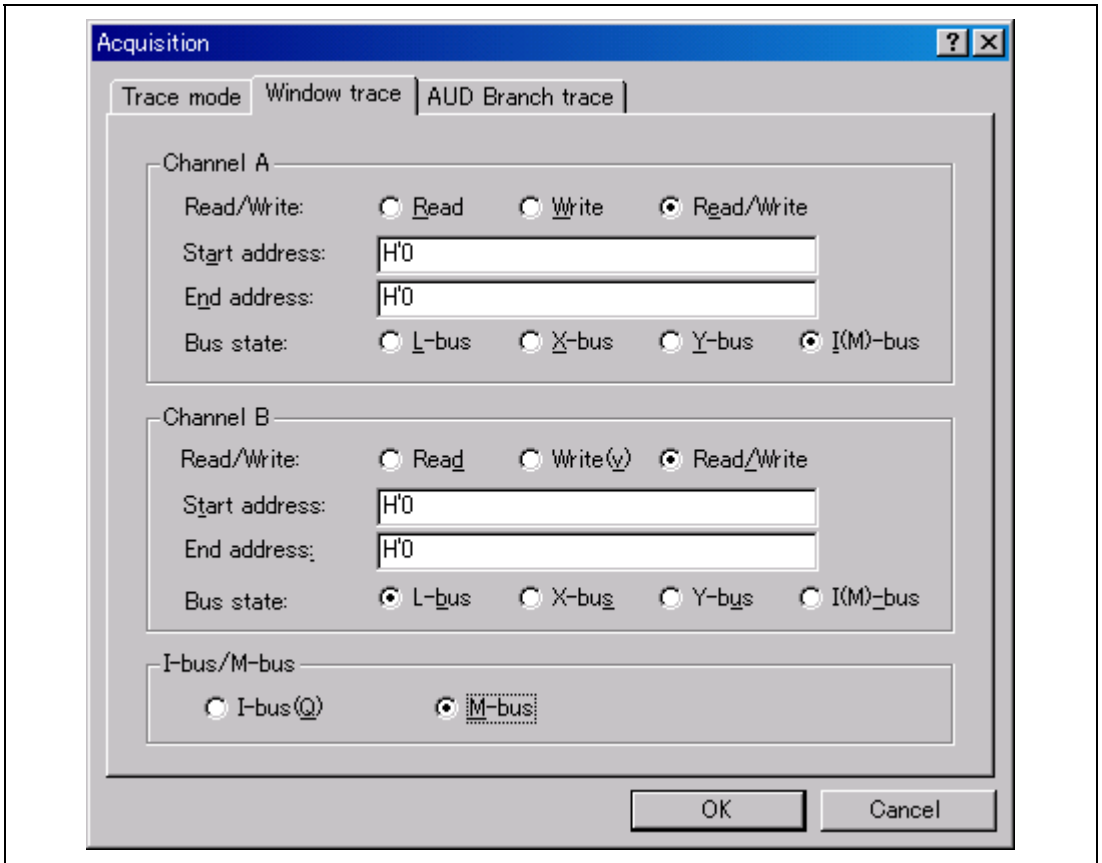 Acquisition
Trace mode Window trace AUD Branch trace
Channel A
Read/Write: Read Write Read/Write
Start address: H'0
End address: H'0
Bus state: L-bus X-bus Y-bus I(M)-bus
Channel B
Read/Write: Read Write(v) Read/Write
Start address: H'0
End address: H'0
Bus state: L-bus X-bus Y-bus I(M)-bus
I-bus/M-bus
I-bus(Q) M-bus
OK Cancel